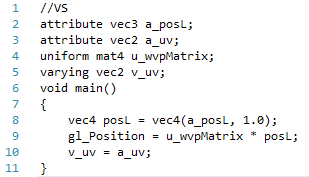 1 //VS
2 attribute vec3 a_posL;
3 attribute vec2 a_uv;
4 uniform mat4 u_wvpMatrix;
5 varying vec2 v_uv;
6 void main()
7 {
8 vec4 posL = vec4(a_posL, 1.0);
9 gl_Position = u_wvpMatrix * posL;
10 v_uv = a_uv;
11 }